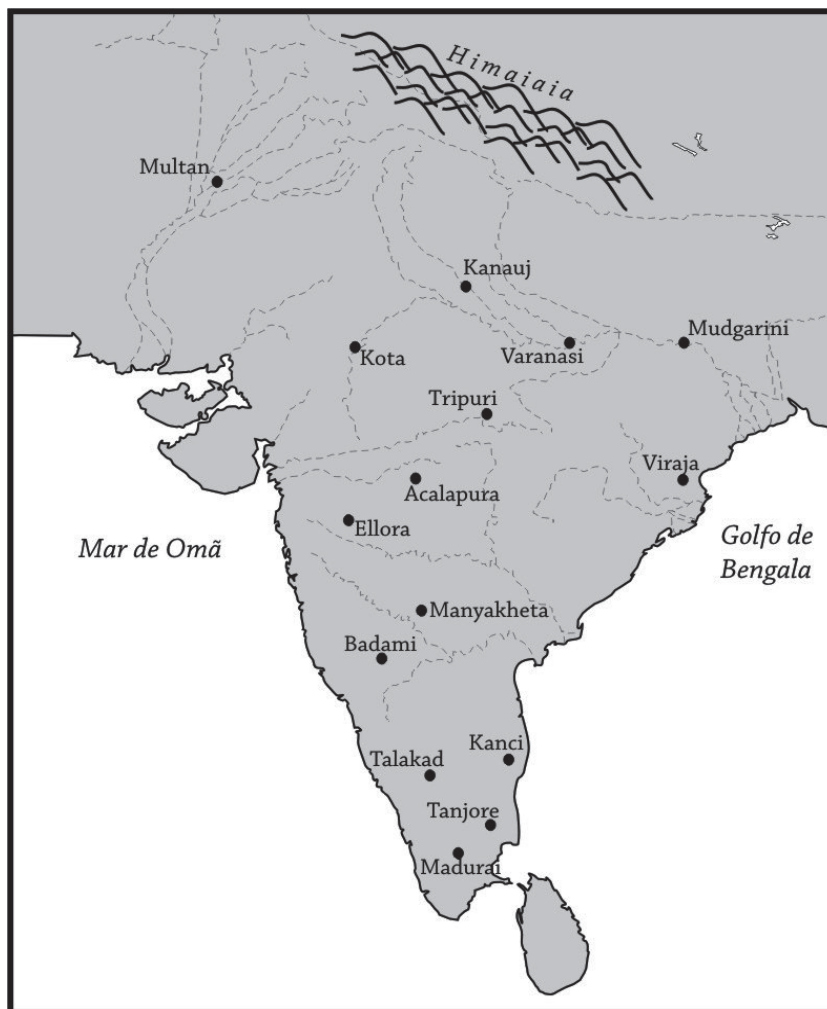 Himaiaia
Multan
Kanauj
Mudgarini
Kota
Varanasi
Tripuri
Viraja
Acalapura
Ellora
Mar de Omã
Golfo de
Bengala
Manyakheta
Badami
Kanci
Talakad
Tanjore
Madurai